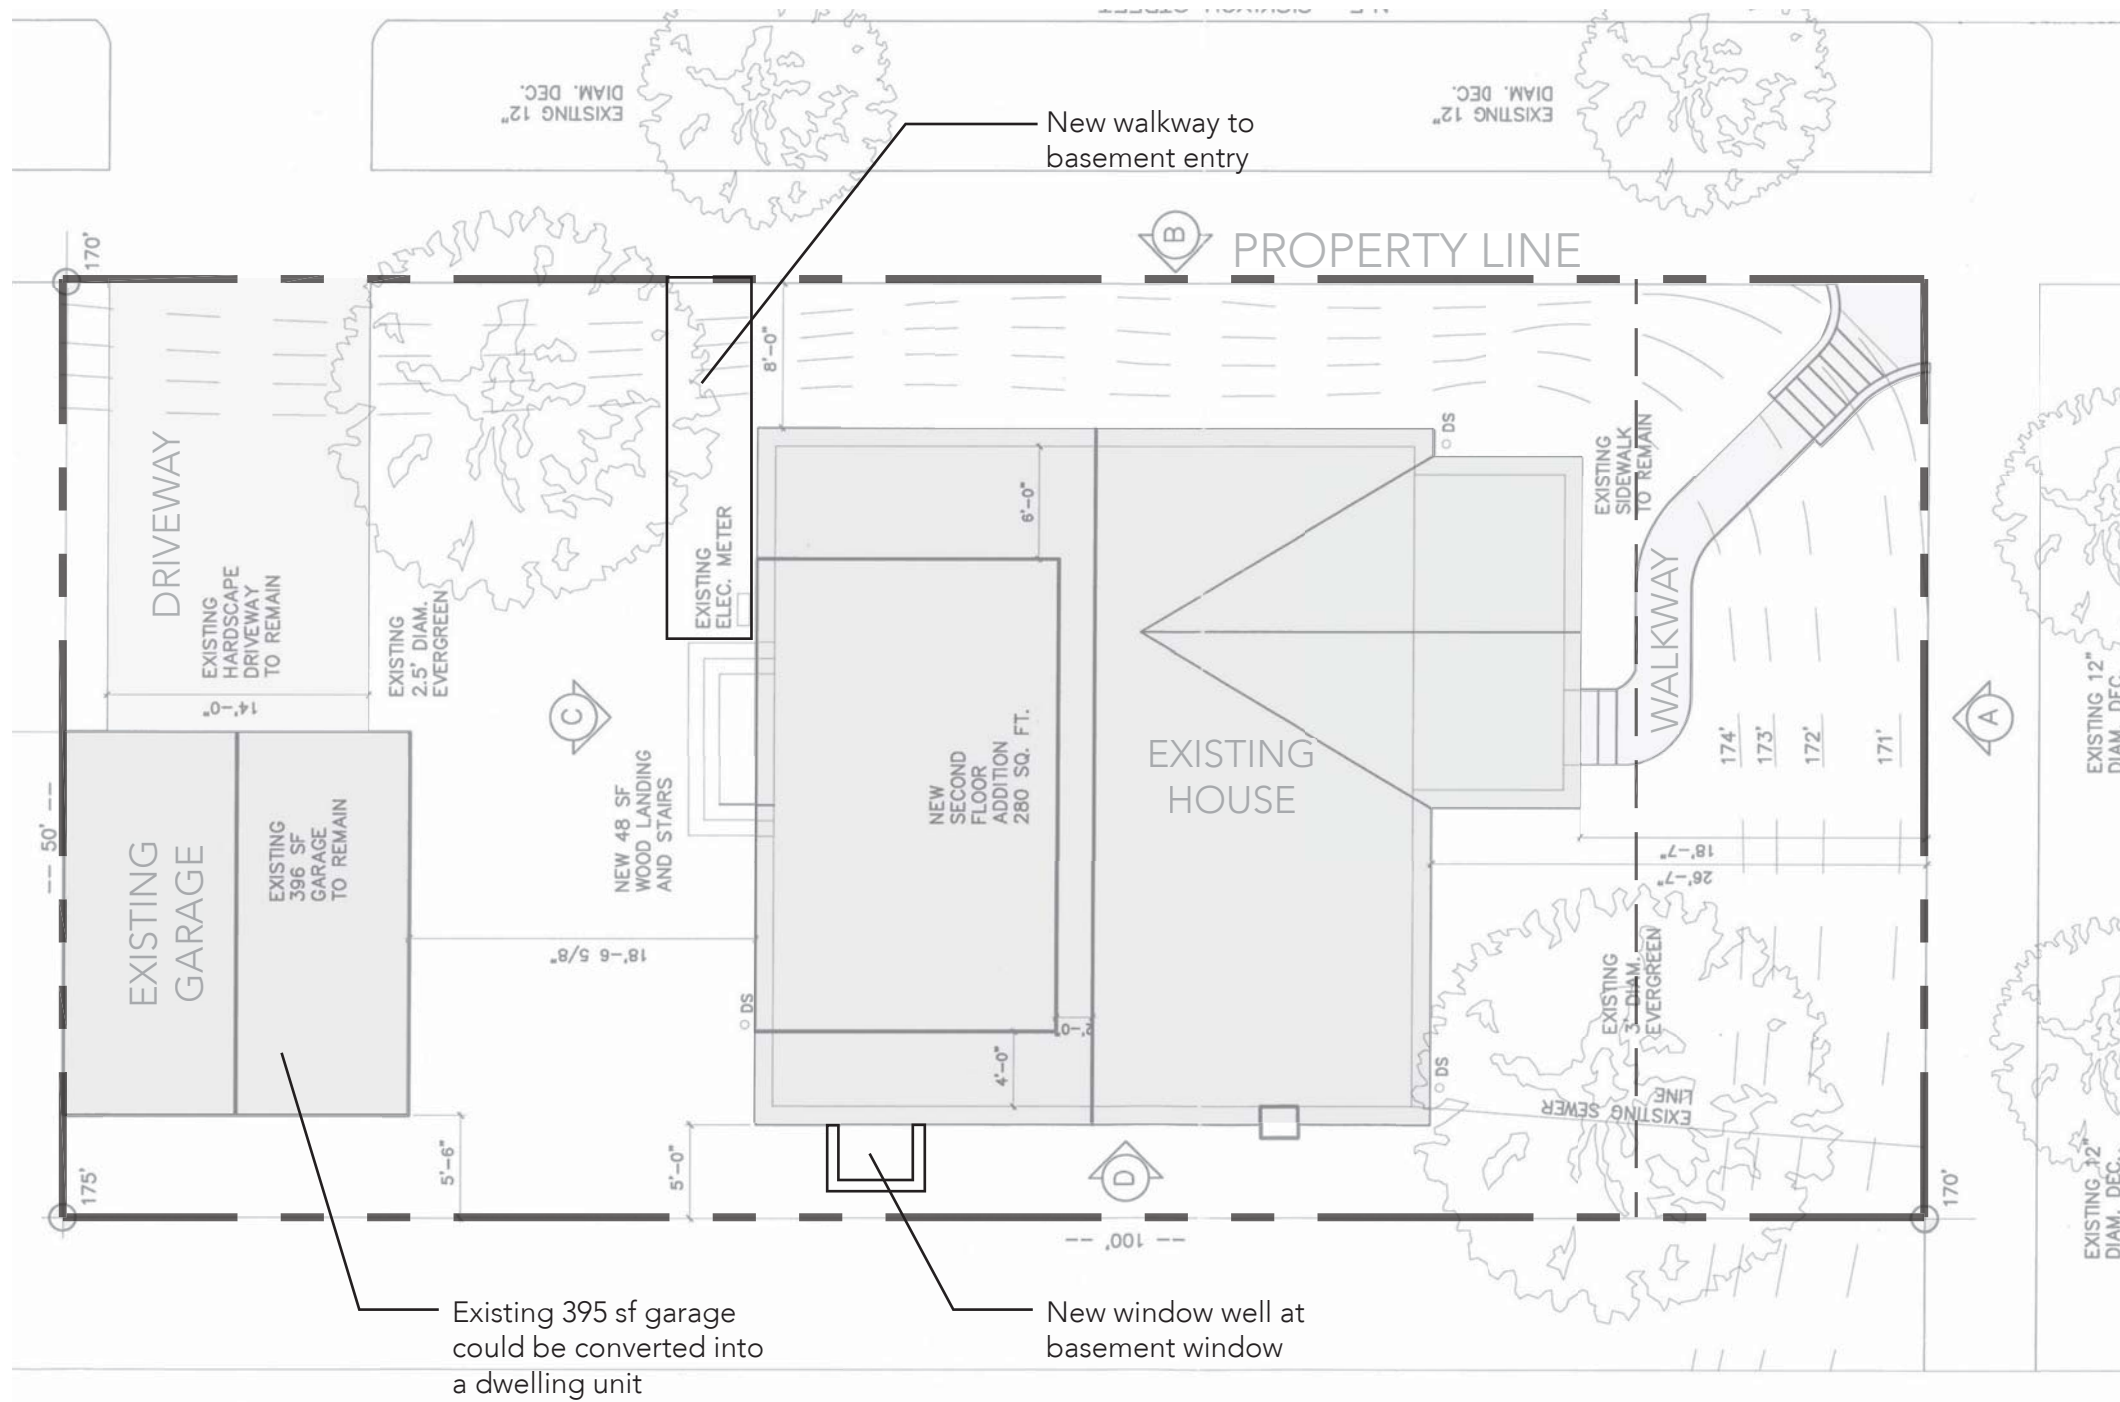 N.E. SISKIYOU STREET
EXISTING 12"
DIAM. DEC.
EXISTING 12"
DIAM. DEC.
New walkway to
basement entry
170'
B
PROPERTY LINE
8'-0"
DS
EXISTING
SIDEWALK
TO REMAIN
DRIVEWAY
EXISTING
HARDSCAPE
DRIVEWAY
TO REMAIN
EXISTING
2.5' DIAM.
EVERGREEN
EXISTING
ELEC. METER
6'-0"
WALKWAY
14'-0"
C
NEW 48 SF
WOOD LANDING
AND STAIRS
NEW
SECOND
FLOOR
ADDITION
280 SQ. FT.
EXISTING
HOUSE
174'
173'
172'
171'
A
EXISTING 12"
DIAM. DEC.
-- 50' --
EXISTING
GARAGE
EXISTING
396 SF
GARAGE
TO REMAIN
18'-7"
26'-7"
18'-6 5/8"
DS
2'-0"
4'-0"
EXISTING
3' DIAM.
EVERGREEN
DS
EXISTING SEWER
LINE
175'
5'-6"
5'-0"
D
170'
EXISTING 12"
DIAM. DEC.
-- 100' --
Existing 395 sf garage
could be converted into
a dwelling unit
New window well at
basement window